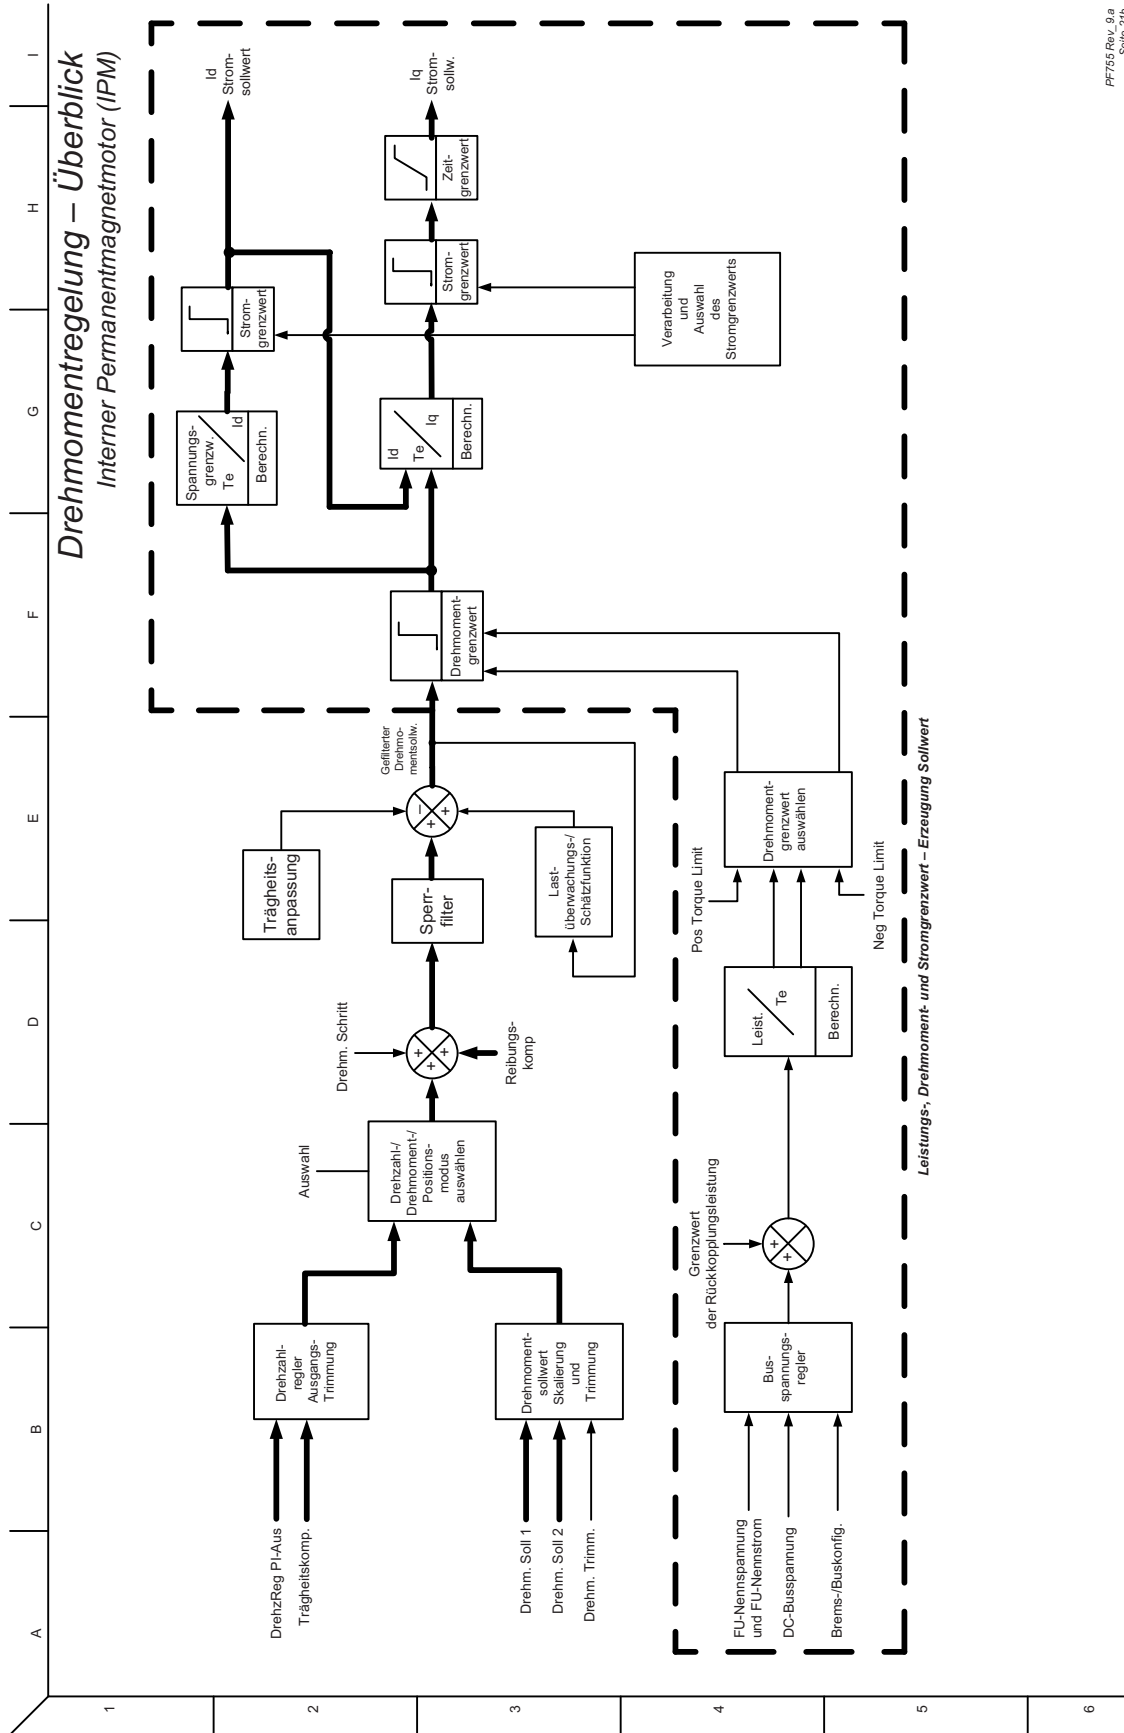 Drehmomentregelung – Überblick
Interner Permanentmagnetmotor (IPM)
A
B
C
D
E
F
G
H
I
1
2
3
4
5
6
DrehzReg PI-Aus
Trägheitskomp.
Drehzahl-
regler
Ausgangs-
Trimmung
Drehm. Soll 1
Drehm. Soll 2
Drehm. Trimm.
Drehmoment-
sollwert
Skalierung
und
Trimmung
Auswahl
Drehzahl-/
Drehmoment-/
Positions-
modus
auswählen
Drehm. Schritt
+
+
+
Reibungs-
komp
Sperr-
filter
Trägheits-
anpassung
–
+
+
Gefilterter
Drehmo-
mentsollw.
Last-
überwachungs-/
Schätzfunktion
Drehmoment-
grenzwert
Spannungs-
grenzw.
Te
Id
Berechn.
Strom-
grenzwert
Id
Strom-
sollwert
Id
Te
Iq
Berechn.
Strom-
grenzwert
Zeit-
grenzwert
Iq
Strom-
sollw.
Verarbeitung
und
Auswahl
des
Stromgrenzwerts
FU-Nennspannung
und FU-Nennstrom
DC-Busspannung
Brems-/Buskonfig.
Bus-
spannungs-
regler
Grenzwert
der Rückkopplungsleistung
+
+
Leist.
Te
Berechn.
Pos Torque Limit
Neg Torque Limit
Drehmoment-
grenzwert
auswählen
Leistungs-, Drehmoment- und Stromgrenzwert – Erzeugung Sollwert
PF755 Rev_9.a